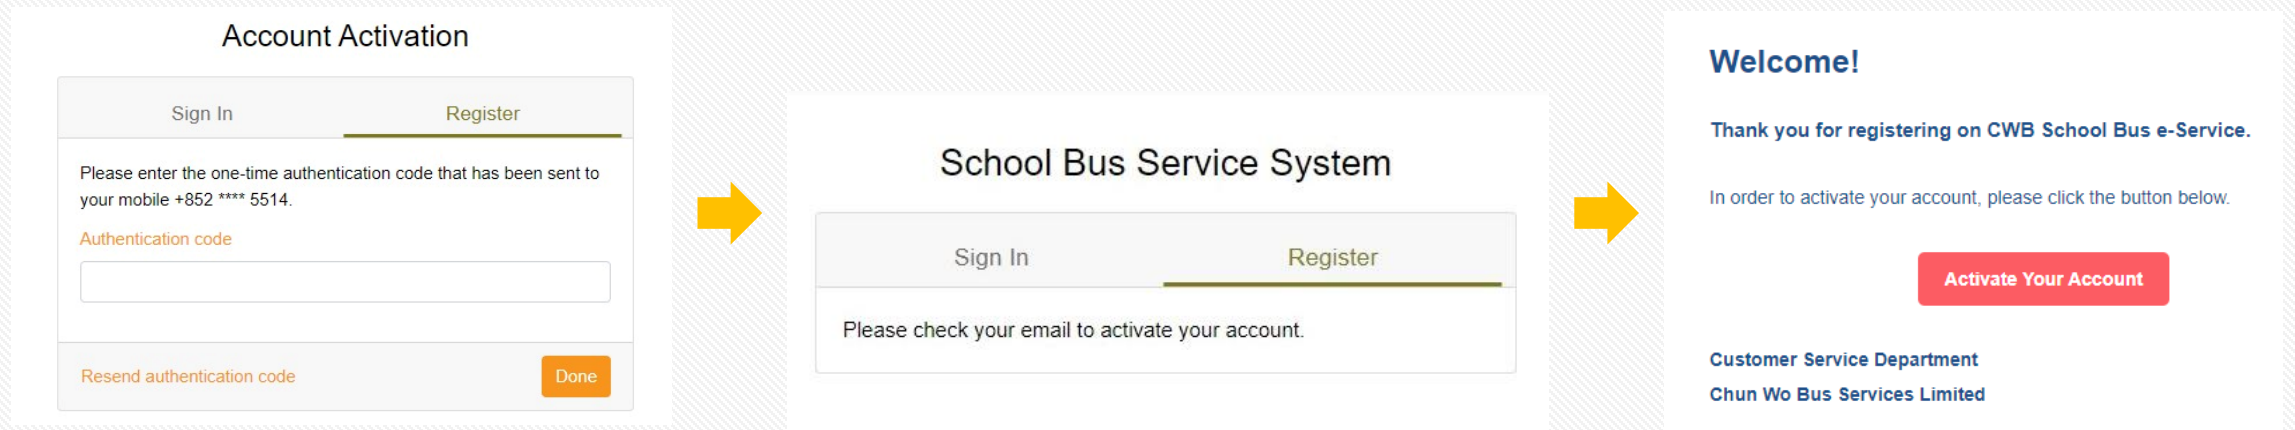 Account Activation
Sign In Register
Please enter the one-time authentication code that has been sent to
your mobile +852 **** 5514.
Authentication code
Resend authentication code Done
School Bus Service System
Sign In Register
Please check your email to activate your account.
Welcome!
Thank you for registering on CWB School Bus e-Service.
In order to activate your account, please click the button below.
Activate Your Account
Customer Service Department
Chun Wo Bus Services Limited